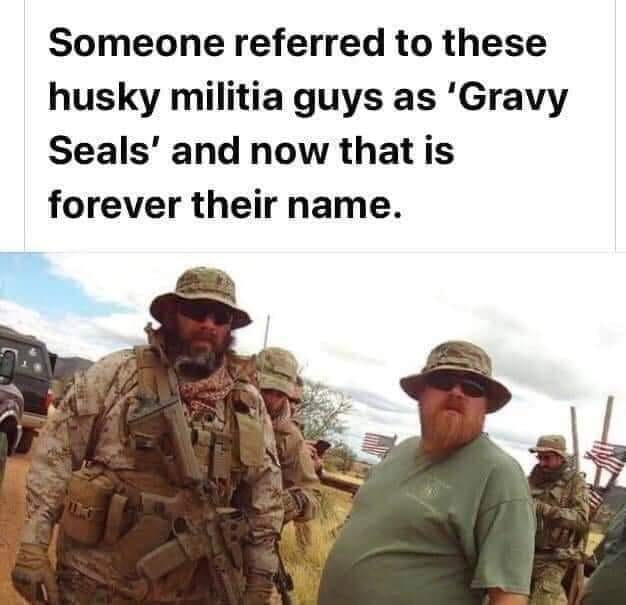 Someone referred to these
husky militia guys as 'Gravy
Seals' and now that is
forever their name.